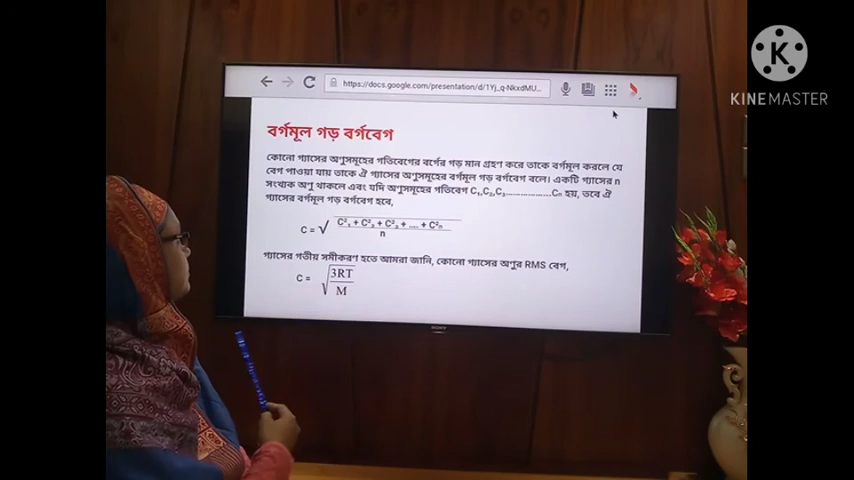 https://docs.google.com/presentation/d/1Yj_q-NkxdMU...
KINEMASTER
বর্গমূল গড় বর্গবেগ
কোনো গ্যাসের অণুসমূহের গতিবেগের বর্গের গড় মান গ্রহণ করে তাকে বর্গমূল করলে যে
বেগ পাওয়া যায় তাকে ঐ গ্যাসের অণুসমূহের বর্গমূল গড় বর্গবেগ বলে। একটি গ্যাসের n
সংখ্যক অণু থাকলে এবং যদি অণুসমূহের গতিবেগ C₁,C₂,C₃..................Cₙ হয়, তবে ঐ
গ্যাসের বর্গমূল গড় বর্গবেগ হবে,
C = √ C²₁ + C²₂ + C²₃ + .... + C²ₙ
n
গ্যাসের গতীয় সমীকরণ হতে আমরা জানি, কোনো গ্যাসের অণুর RMS বেগ,
C = √ 3RT
M
SONY